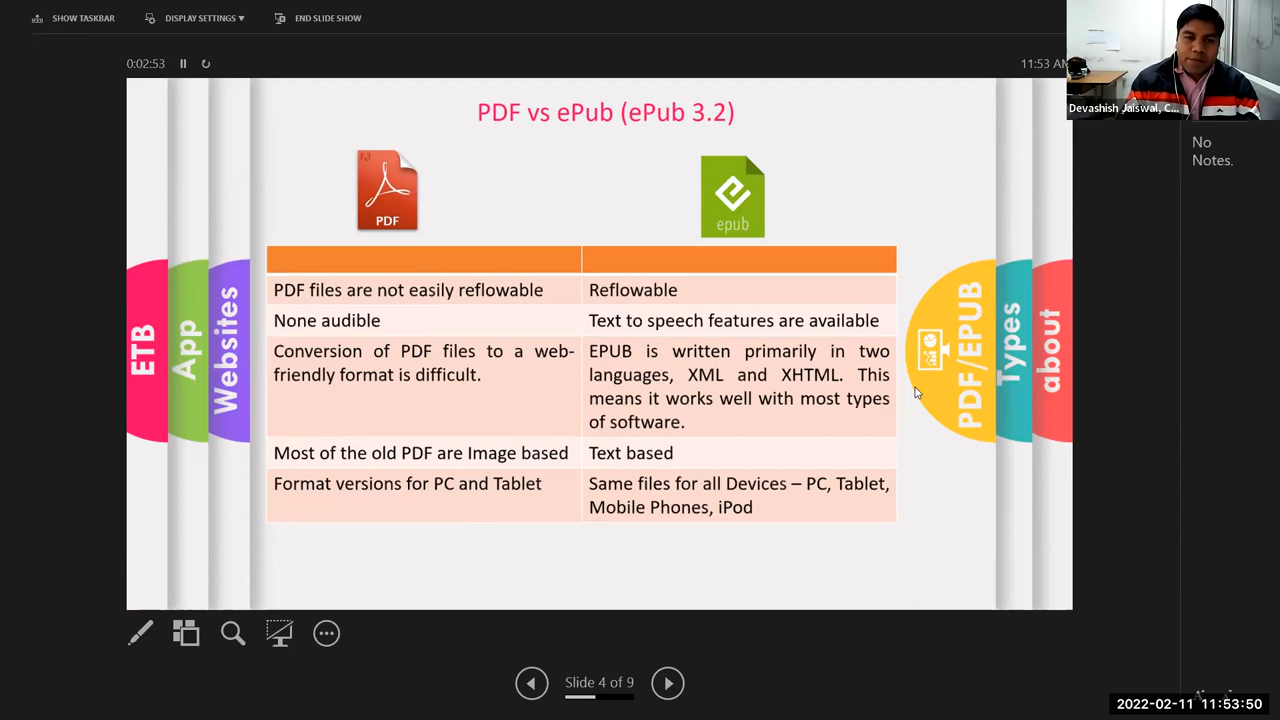 SHOW TASKBAR
DISPLAY SETTINGS ▾
END SLIDE SHOW
0:02:53
11:53 AM
Devashish Jaiswal, C...
No
Notes.
PDF vs ePub (ePub 3.2)
PDF
epub
PDF files are not easily reflowable
Reflowable
None audible
Text to speech features are available
Conversion of PDF files to a web-
friendly format is difficult.
EPUB is written primarily in two
languages, XML and XHTML. This
means it works well with most types
of software.
Most of the old PDF are Image based
Text based
Format versions for PC and Tablet
Same files for all Devices – PC, Tablet,
Mobile Phones, iPod
ETB
App
Websites
PDF/EPUB
Types
about
Slide 4 of 9
2022-02-11 11:53:50